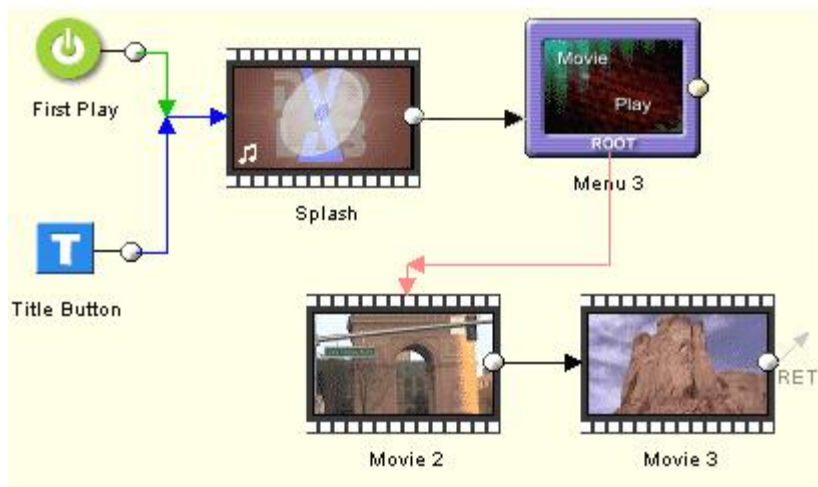 First Play
Splash
Movie
Play
ROOT
Menu 3
T
Title Button
Movie 2
Movie 3
RET